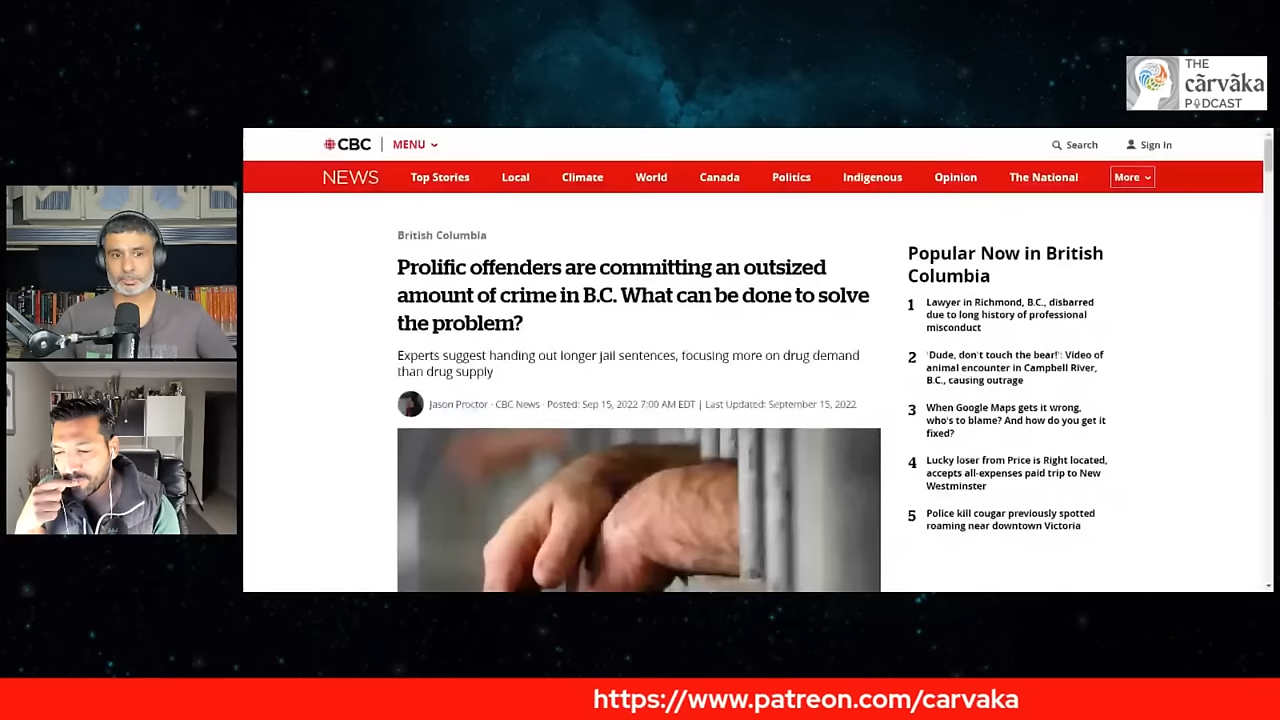 THE
cārvāka
PODCAST
CBC
MENU
Search
Sign In
NEWS
Top Stories
Local
Climate
World
Canada
Politics
Indigenous
Opinion
The National
More
British Columbia
Prolific offenders are committing an outsized
amount of crime in B.C. What can be done to solve
the problem?
Experts suggest handing out longer jail sentences, focusing more on drug demand
than drug supply
Jason Proctor · CBC News · Posted: Sep 15, 2022 7:00 AM EDT | Last Updated: September 15, 2022
Popular Now in British
Columbia
1 Lawyer in Richmond, B.C., disbarred
due to long history of professional
misconduct
2 'Dude, don't touch the bear!': Video of
animal encounter in Campbell River,
B.C., causing outrage
3 When Google Maps gets it wrong,
who's to blame? And how do you get it
fixed?
4 Lucky loser from Price is Right located,
accepts all-expenses paid trip to New
Westminster
5 Police kill cougar previously spotted
roaming near downtown Victoria
https://www.patreon.com/carvaka